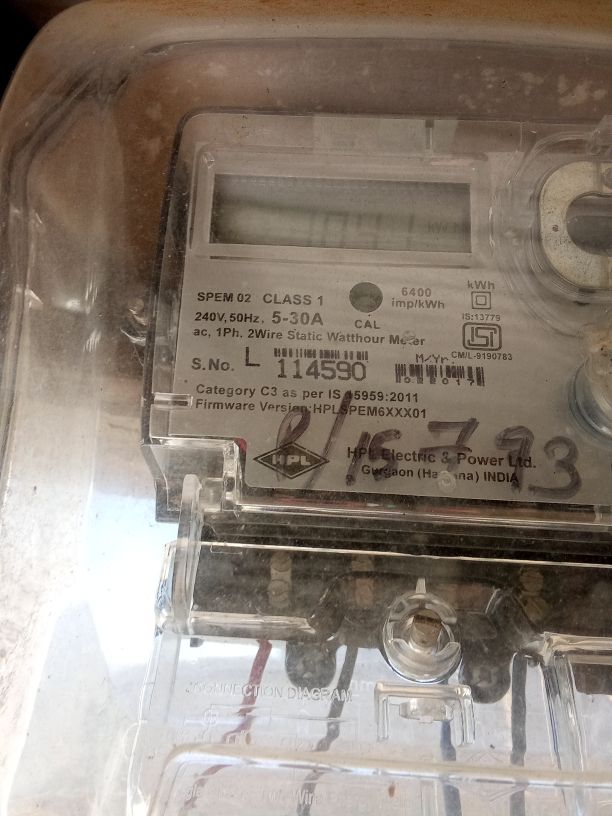 kWh
SPEM 02 CLASS 1
6400
imp/kWh
kWh
240V, 50Hz, 5-30A
CAL
IS:13779
ac, 1Ph. 2Wire Static Watthour Meter
ISI
CM/L-9190783
S.No. L 114590
M/Yr.
Category C3 as per IS 15959:2011
Firmware Version:HPLSPEM6XXX01
HPL
HPL Electric & Power Ltd.
Gurgaon (Haryana) INDIA
CONNECTION DIAGRAM